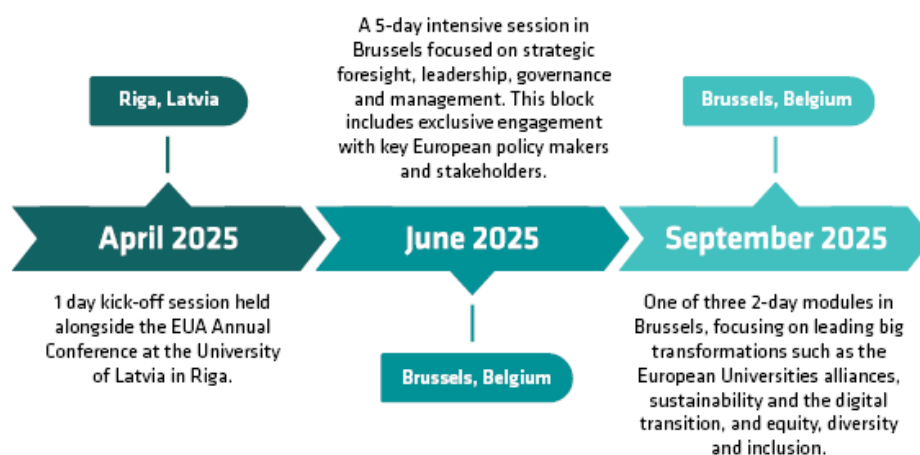 Riga, Latvia
April 2025
1 day kick-off session held
alongside the EUA Annual
Conference at the University
of Latvia in Riga.
A 5-day intensive session in
Brussels focused on strategic
foresight, leadership, governance
and management. This block
includes exclusive engagement
with key European policy makers
and stakeholders.
June 2025
Brussels, Belgium
Brussels, Belgium
September 2025
One of three 2-day modules in
Brussels, focusing on leading big
transformations such as the
European Universities alliances,
sustainability and the digital
transition, and equity, diversity
and inclusion.